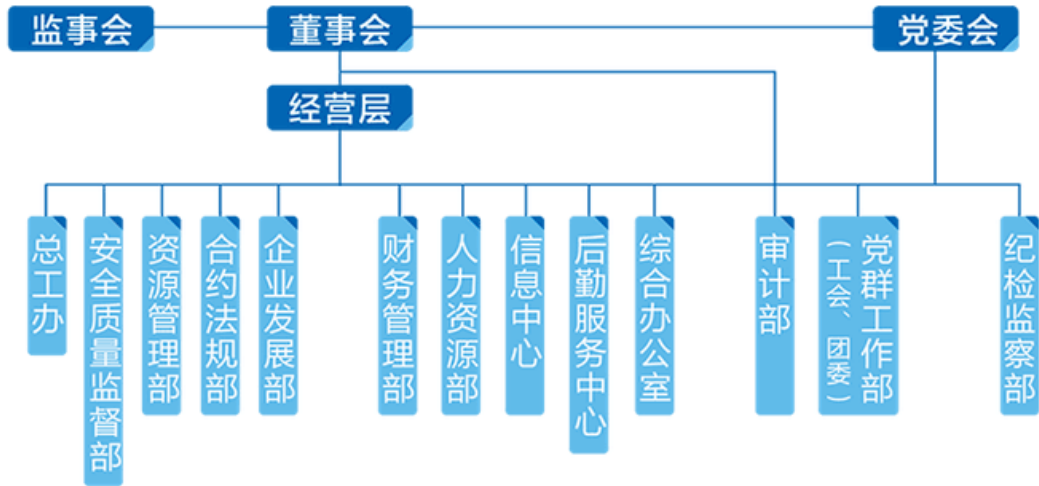 监事会
董事会
党委会
经营层
总工办
安全质量监督部
资源管理部
合约法规部
企业发展部
财务管理部
人力资源部
信息中心
后勤服务中心
综合办公室
审计部
党群工作部
(工会、团委)
纪检监察部